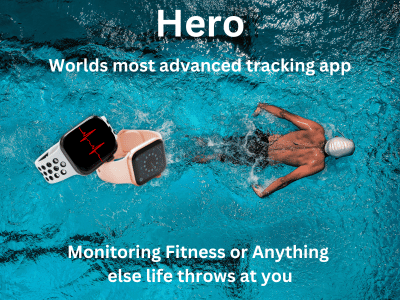 Hero
Worlds most advanced tracking app
Monitoring Fitness or Anything
else life throws at you